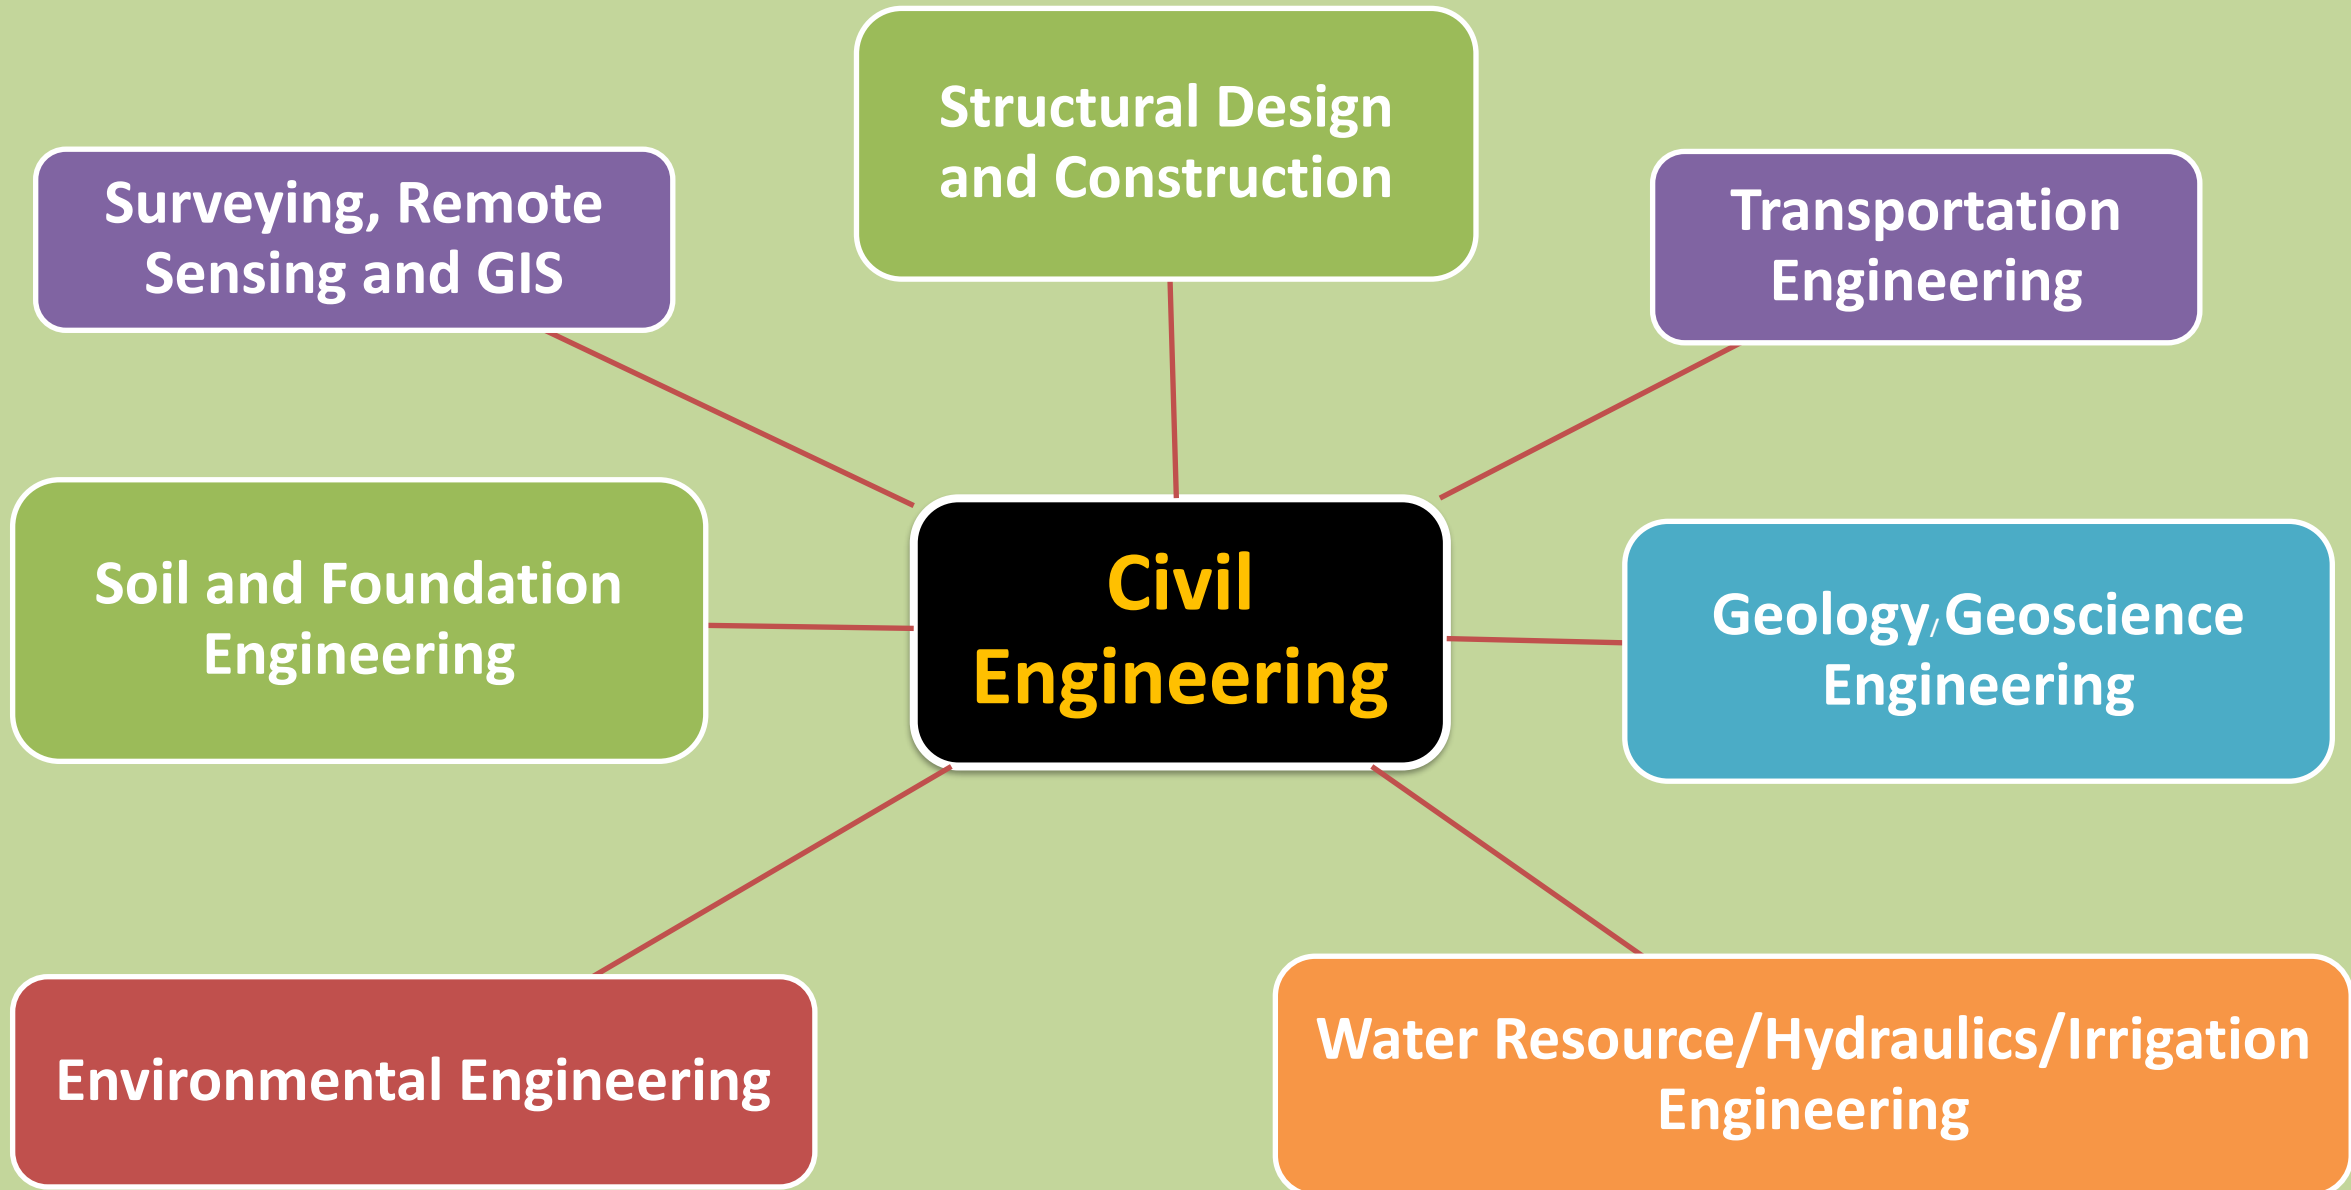 Structural Design
and Construction
Surveying, Remote
Sensing and GIS
Transportation
Engineering
Soil and Foundation
Engineering
Civil
Engineering
Geology/ Geoscience
Engineering
Environmental Engineering
Water Resource/Hydraulics/Irrigation
Engineering